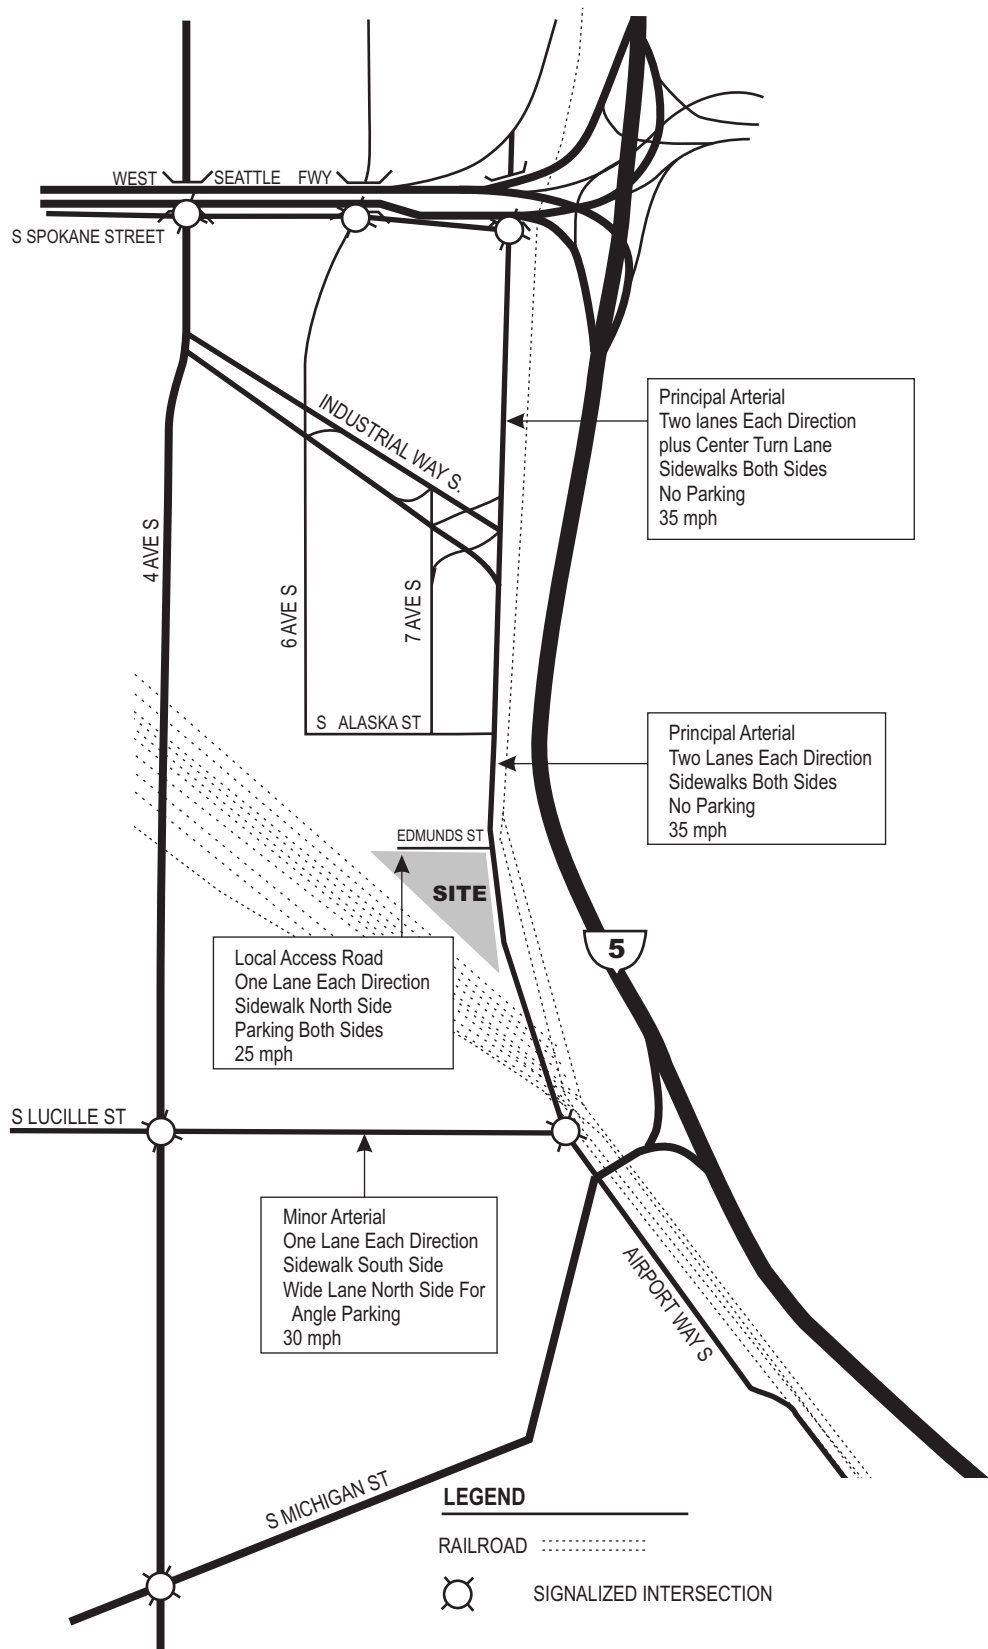 WEST SEATTLE FWY
S SPOKANE STREET
INDUSTRIAL WAY S.
Principal Arterial
Two lanes Each Direction
plus Center Turn Lane
Sidewalks Both Sides
No Parking
35 mph
4 AVE S
6 AVE S
7 AVE S
S ALASKA ST
Principal Arterial
Two Lanes Each Direction
Sidewalks Both Sides
No Parking
35 mph
EDMUNDS ST
SITE
5
Local Access Road
One Lane Each Direction
Sidewalk North Side
Parking Both Sides
25 mph
S LUCILLE ST
Minor Arterial
One Lane Each Direction
Sidewalk South Side
Wide Lane North Side For
Angle Parking
30 mph
AIRPORT WAY S
S MICHIGAN ST
LEGEND
RAILROAD
SIGNALIZED INTERSECTION